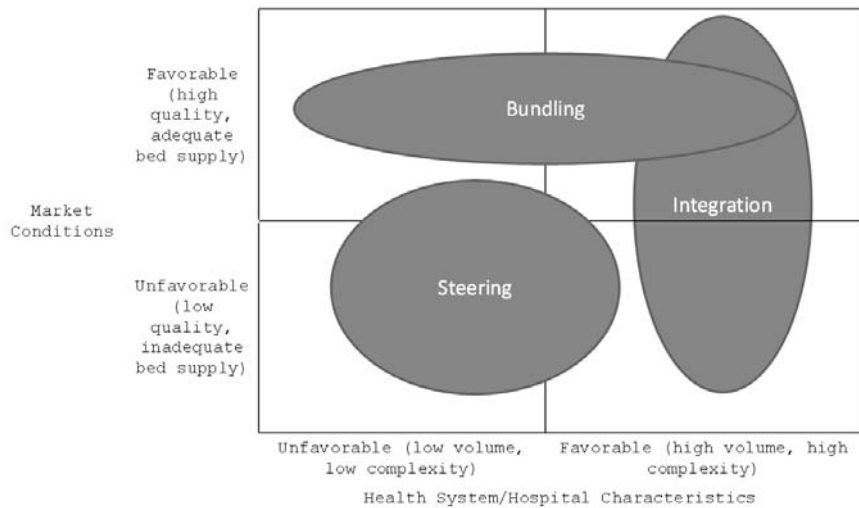 Favorable
(high
quality,
adequate
bed supply)
Bundling
Market
Conditions
Integration
Unfavorable
(low
quality,
inadequate
bed supply)
Steering
Unfavorable (low volume,
low complexity)
Favorable (high volume, high
complexity)
Health System/Hospital Characteristics